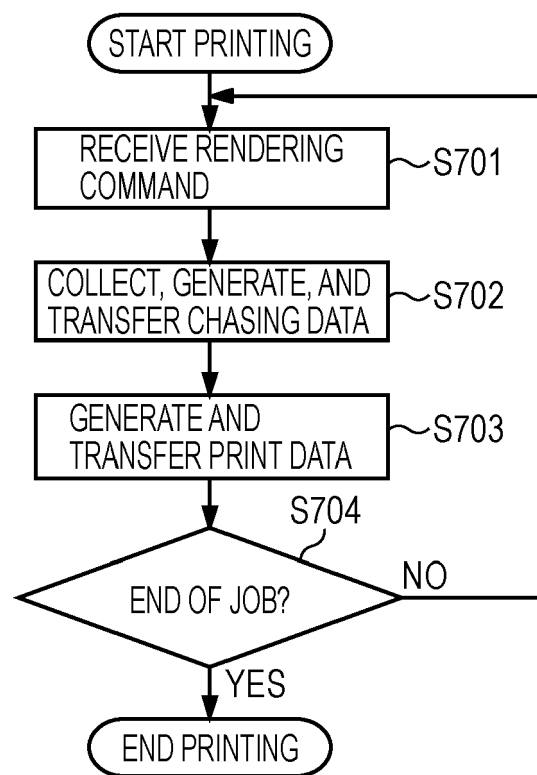 START PRINTING
RECEIVE RENDERING
COMMAND
S701
COLLECT, GENERATE, AND
TRANSFER CHASING DATA
S702
GENERATE AND
TRANSFER PRINT DATA
S703
S704
END OF JOB?
NO
YES
END PRINTING